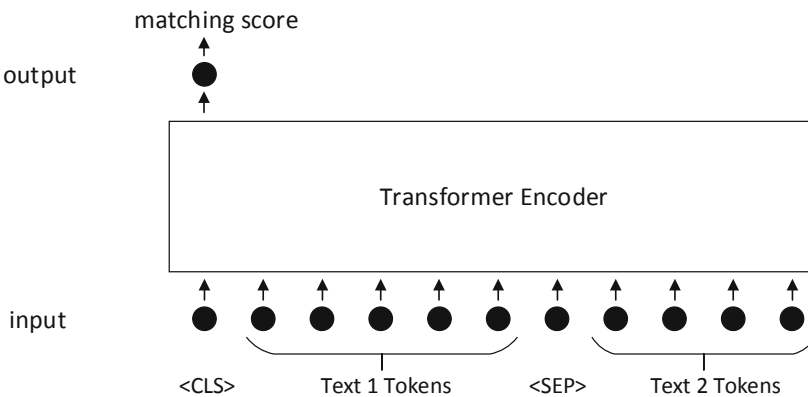 matching score
output
Transformer Encoder
input
<CLS> Text 1 Tokens <SEP> Text 2 Tokens